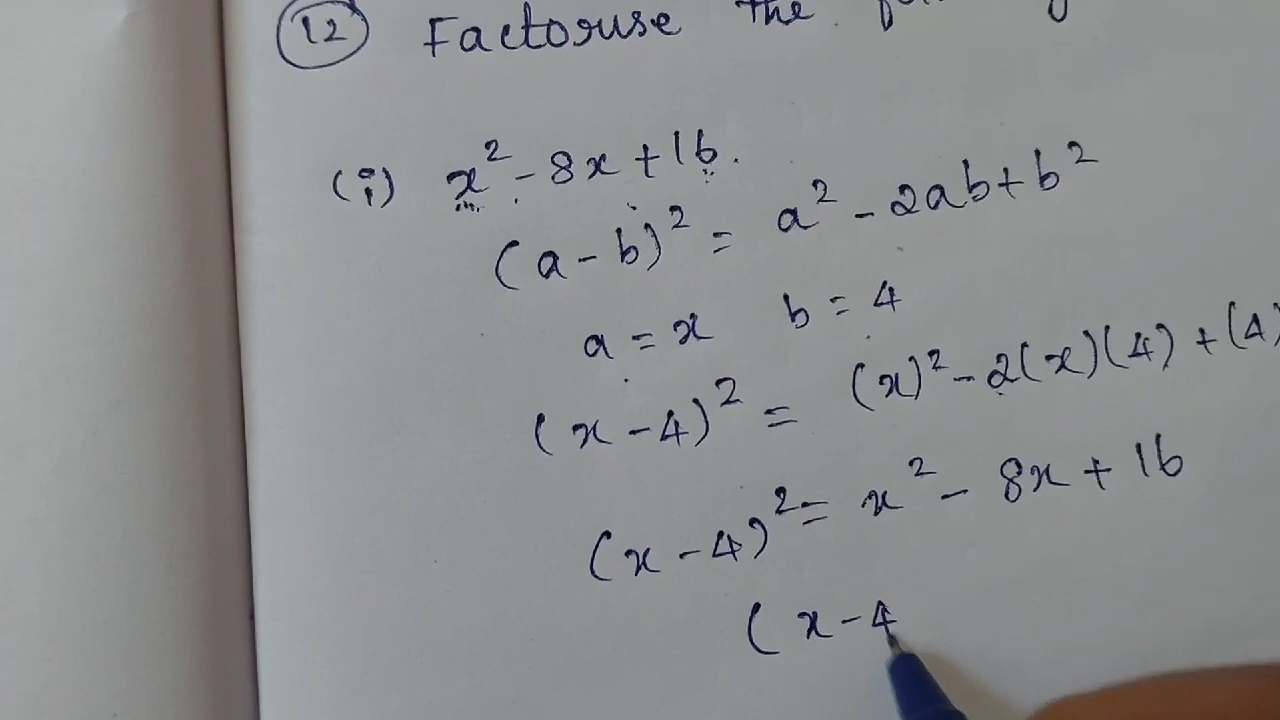 12 Factorise the
(i) x² - 8x + 16.
(a - b)² = a² - 2ab + b²
a = x b = 4
(x - 4)² = (x)² - 2(x)(4) + (4)
(x - 4)² = x² - 8x + 16
(x - 4